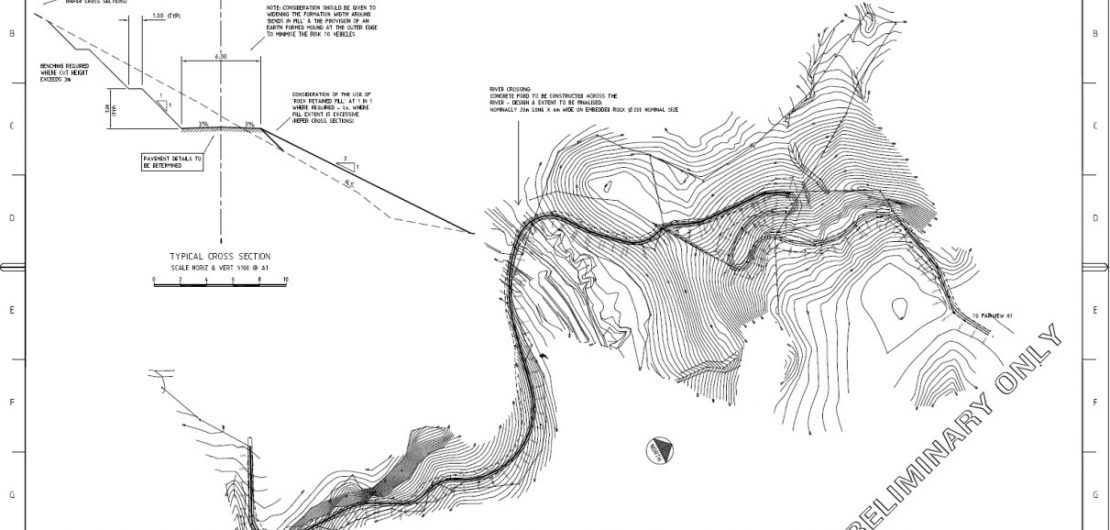 (REFER CROSS SECTIONS)
1.00 (TYP)
NOTE: CONSIDERATION SHOULD BE GIVEN TO
WIDENING THE FORMATION WIDTH AROUND
'BENDS IN FILL' & THE PROVISION OF AN
EARTH FORMED MOUND AT THE OUTER EDGE
TO MINIMISE THE RISK TO VEHICLES
B
B
BENCHING REQUIRED
WHERE CUT HEIGHT
EXCEEDS 3m
6.00
(TYP)
1
1
3%
3%
CONSIDERATION OF THE USE OF
'ROCK RETAINED FILL' AT 1 IN 1
WHERE REQUIRED - i.e. WHERE
FILL EXTENT IS EXCESSIVE
(REFER CROSS SECTIONS)
RIVER CROSSING:
CONCRETE FORD TO BE CONSTRUCTED ACROSS THE
RIVER - DESIGN & EXTENT TO BE FINALISED.
NOMINALLY 20m LONG X 6m WIDE ON EMBEDDED ROCK Ø200 NOMINAL SIZE
C
C
PAVEMENT DETAILS TO
BE DETERMINED
2
1
N.S.
D
D
TYPICAL CROSS SECTION
SCALE HORIZ & VERT 1:100 @ A1
0 2 4 6 8 10
E
E
TO
F
F
NORTH
G
G
PRELIMINARY ONLY